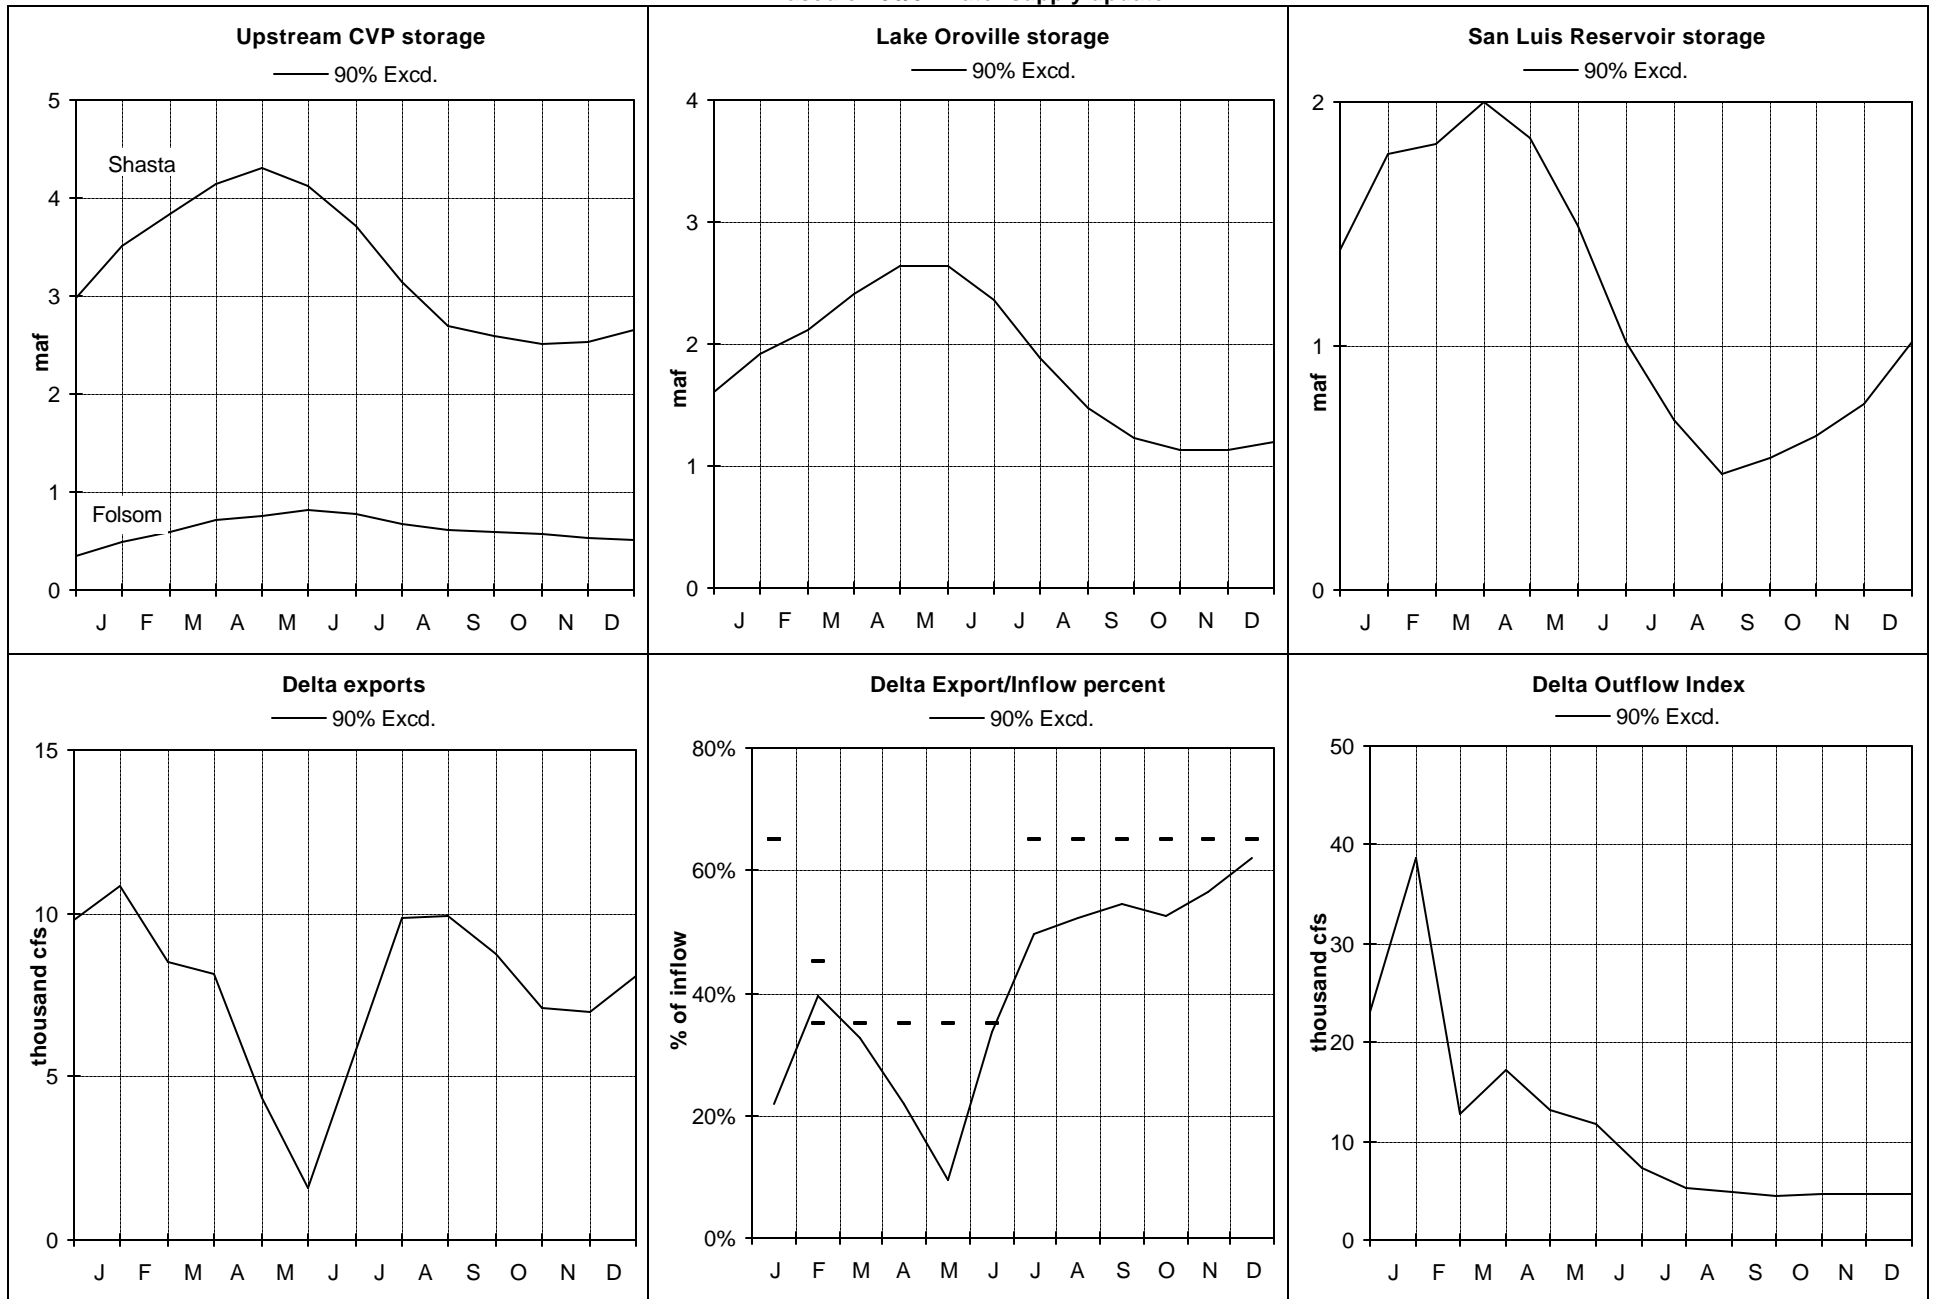 Upstream CVP storage
90% Excd.
5
4
3
2
1
0
maf
Shasta
Folsom
J F M A M J J A S O N D
Lake Oroville storage
90% Excd.
4
3
2
1
0
maf
J F M A M J J A S O N D
San Luis Reservoir storage
90% Excd.
2
1
0
maf
J F M A M J J A S O N D
Delta exports
90% Excd.
15
10
5
0
thousand cfs
J F M A M J J A S O N D
Delta Export/Inflow percent
90% Excd.
80%
60%
40%
20%
0%
% of inflow
J F M A M J J A S O N D
Delta Outflow Index
90% Excd.
50
40
30
20
10
0
thousand cfs
J F M A M J J A S O N D